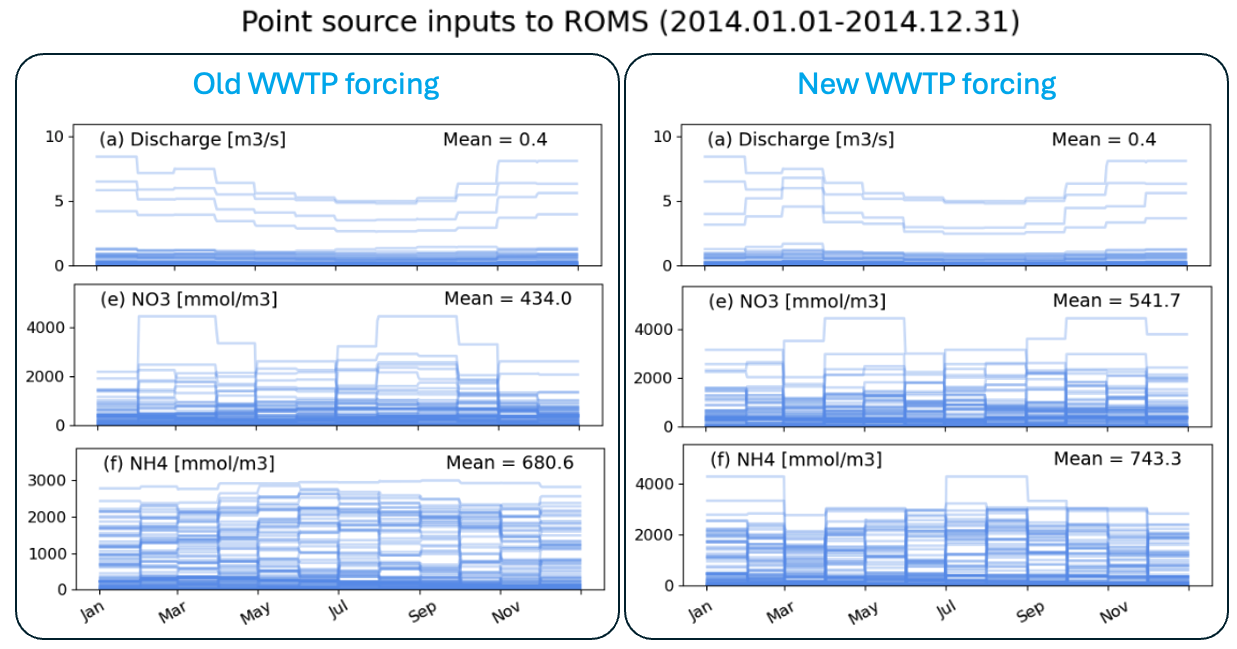 Point source inputs to ROMS (2014.01.01-2014.12.31)
Old WWTP forcing
(a) Discharge [m3/s]
Mean = 0.4
10
5
0
(e) NO3 [mmol/m3]
Mean = 434.0
4000
2000
0
(f) NH4 [mmol/m3]
Mean = 680.6
3000
2000
1000
0
Jan Mar May Jul Sep Nov
New WWTP forcing
(a) Discharge [m3/s]
Mean = 0.4
10
5
0
(e) NO3 [mmol/m3]
Mean = 541.7
4000
2000
0
(f) NH4 [mmol/m3]
Mean = 743.3
4000
2000
0
Jan Mar May Jul Sep Nov